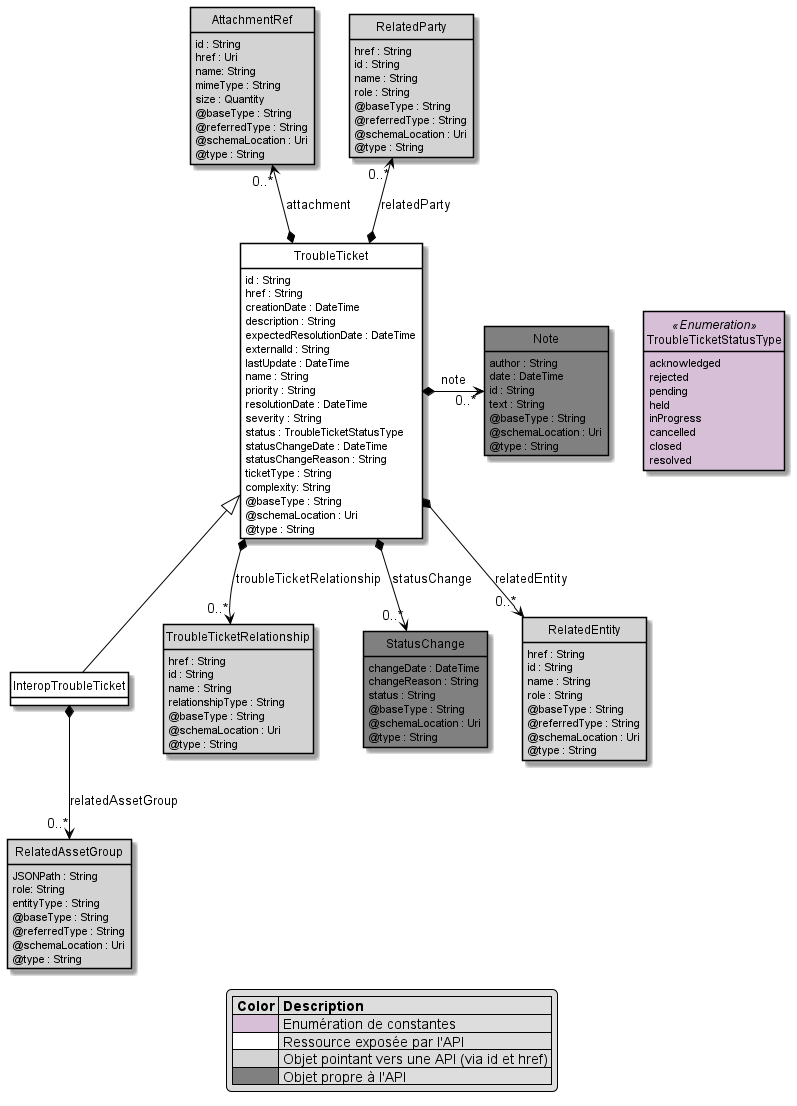 AttachmentRef
id : String
href : Uri
name: String
mimeType : String
size : Quantity
@baseType : String
@referredType : String
@schemaLocation : Uri
@type : String
RelatedParty
href : String
id : String
name : String
role : String
@baseType : String
@referredType : String
@schemaLocation : Uri
@type : String
0..*
attachment
0..*
relatedParty
TroubleTicket
id : String
href : String
creationDate : DateTime
description : String
expectedResolutionDate : DateTime
externalId : String
lastUpdate : DateTime
name : String
priority : String
resolutionDate : DateTime
severity : String
status : TroubleTicketStatusType
statusChangeDate : DateTime
statusChangeReason : String
ticketType : String
complexity: String
@baseType : String
@schemaLocation : Uri
@type : String
note
0..*
Note
author : String
date : DateTime
id : String
text : String
@baseType : String
@schemaLocation : Uri
@type : String
«Enumeration»
TroubleTicketStatusType
acknowledged
rejected
pending
held
inProgress
cancelled
closed
resolved
troubleTicketRelationship
0..*
statusChange
0..*
relatedEntity
0..*
InteropTroubleTicket
TroubleTicketRelationship
href : String
id : String
name : String
relationshipType : String
@baseType : String
@schemaLocation : Uri
@type : String
StatusChange
changeDate : DateTime
changeReason : String
status : String
@baseType : String
@schemaLocation : Uri
@type : String
RelatedEntity
href : String
id : String
name : String
role : String
@baseType : String
@referredType : String
@schemaLocation : Uri
@type : String
relatedAssetGroup
0..*
RelatedAssetGroup
JSONPath : String
role: String
entityType : String
@baseType : String
@referredType : String
@schemaLocation : Uri
@type : String
Color Description
Enumération de constantes
Ressource exposée par l'API
Objet pointant vers une API (via id et href)
Objet propre à l'API